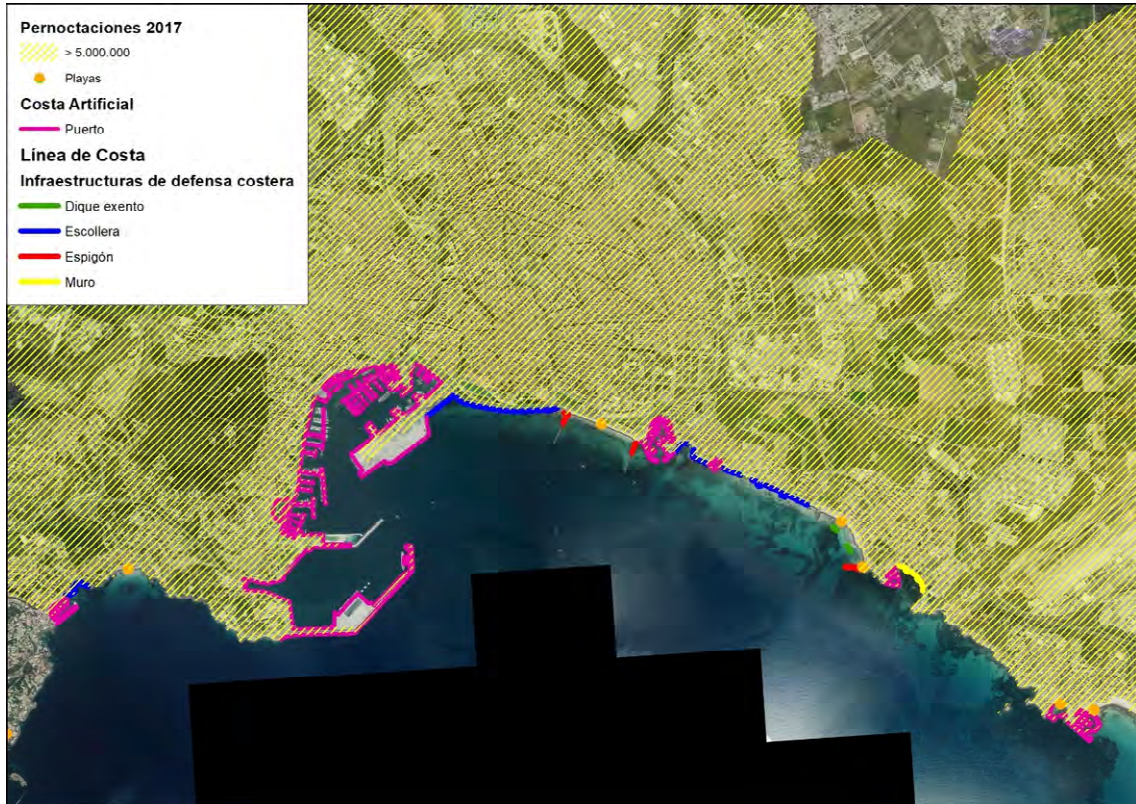 Pernoctaciones 2017
> 5.000.000
Playas
Costa Artificial
Puerto
Línea de Costa
Infraestructuras de defensa costera
Dique exento
Escollera
Espigón
Muro